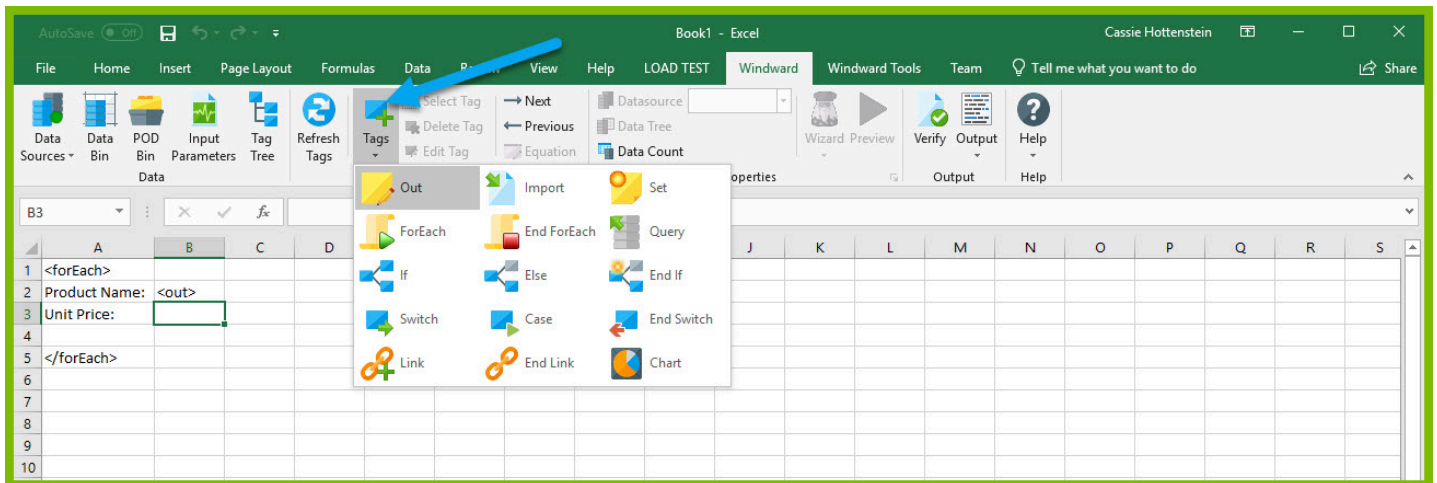 AutoSave Off Book1 - Excel Cassie Hottenstein
File Home Insert Page Layout Formulas Data View Help LOAD TEST Windward Windward Tools Team Tell me what you want to do Share
Select Tag Next Datasource
Delete Tag Previous Data Tree
Edit Tag Equation Data Count
Data Data POD Input Tag Refresh Tags Wizard Preview Verify Output Help
Sources Bin Bin Parameters Tree Tags
Data operties Output Help
Out Import Set
B3 fx
ForEach End ForEach Query
A B C D J K L M N O P Q R S
1 <forEach>
If Else End If
2 Product Name: <out>
3 Unit Price:
Switch Case End Switch
4
5 </forEach>
Link End Link Chart
6
7
8
9
10